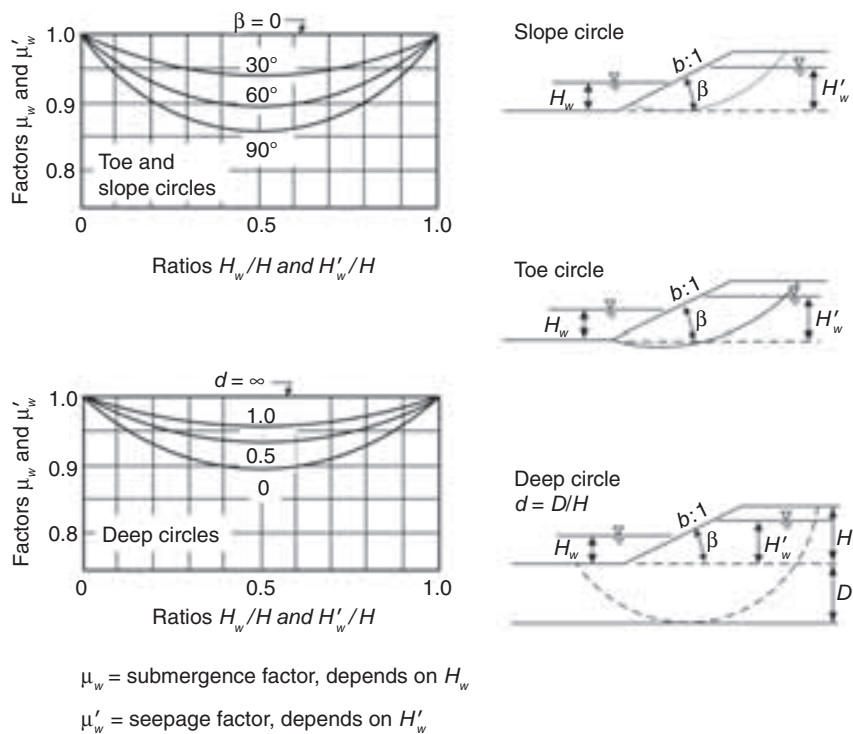 β = 0
1.0
30°
60°
0.9
90°
0.8
Toe and
slope circles
Factors μw and μ′w
0 0.5 1.0
Ratios Hw/H and H′w/H
Slope circle
b:1
Hw
β
H′w
Toe circle
b:1
Hw
β
H′w
d = ∞
1.0
1.0
0.5
0.9
0
0.8
Deep circles
Factors μw and μ′w
0 0.5 1.0
Ratios Hw/H and H′w/H
Deep circle
d = D/H
b:1
Hw
β
H′w
H
D
μw = submergence factor, depends on Hw
μ′w = seepage factor, depends on H′w